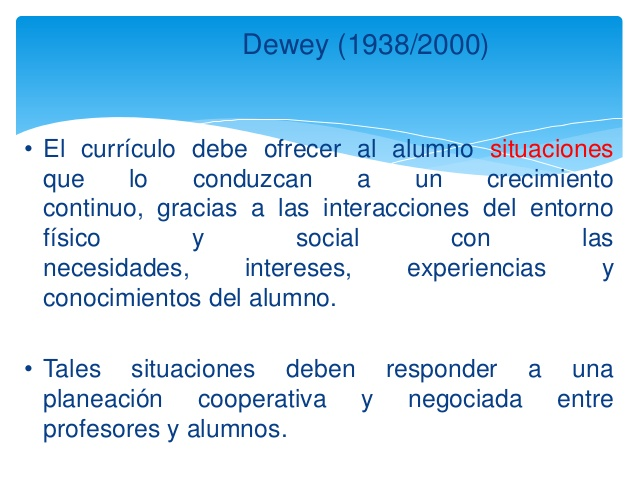 Dewey (1938/2000)
• El currículo debe ofrecer al alumno situaciones
que lo conduzcan a un crecimiento
continuo, gracias a las interacciones del entorno
físico y social con las
necesidades, intereses, experiencias y
conocimientos del alumno.
• Tales situaciones deben responder a una
planeación cooperativa y negociada entre
profesores y alumnos.